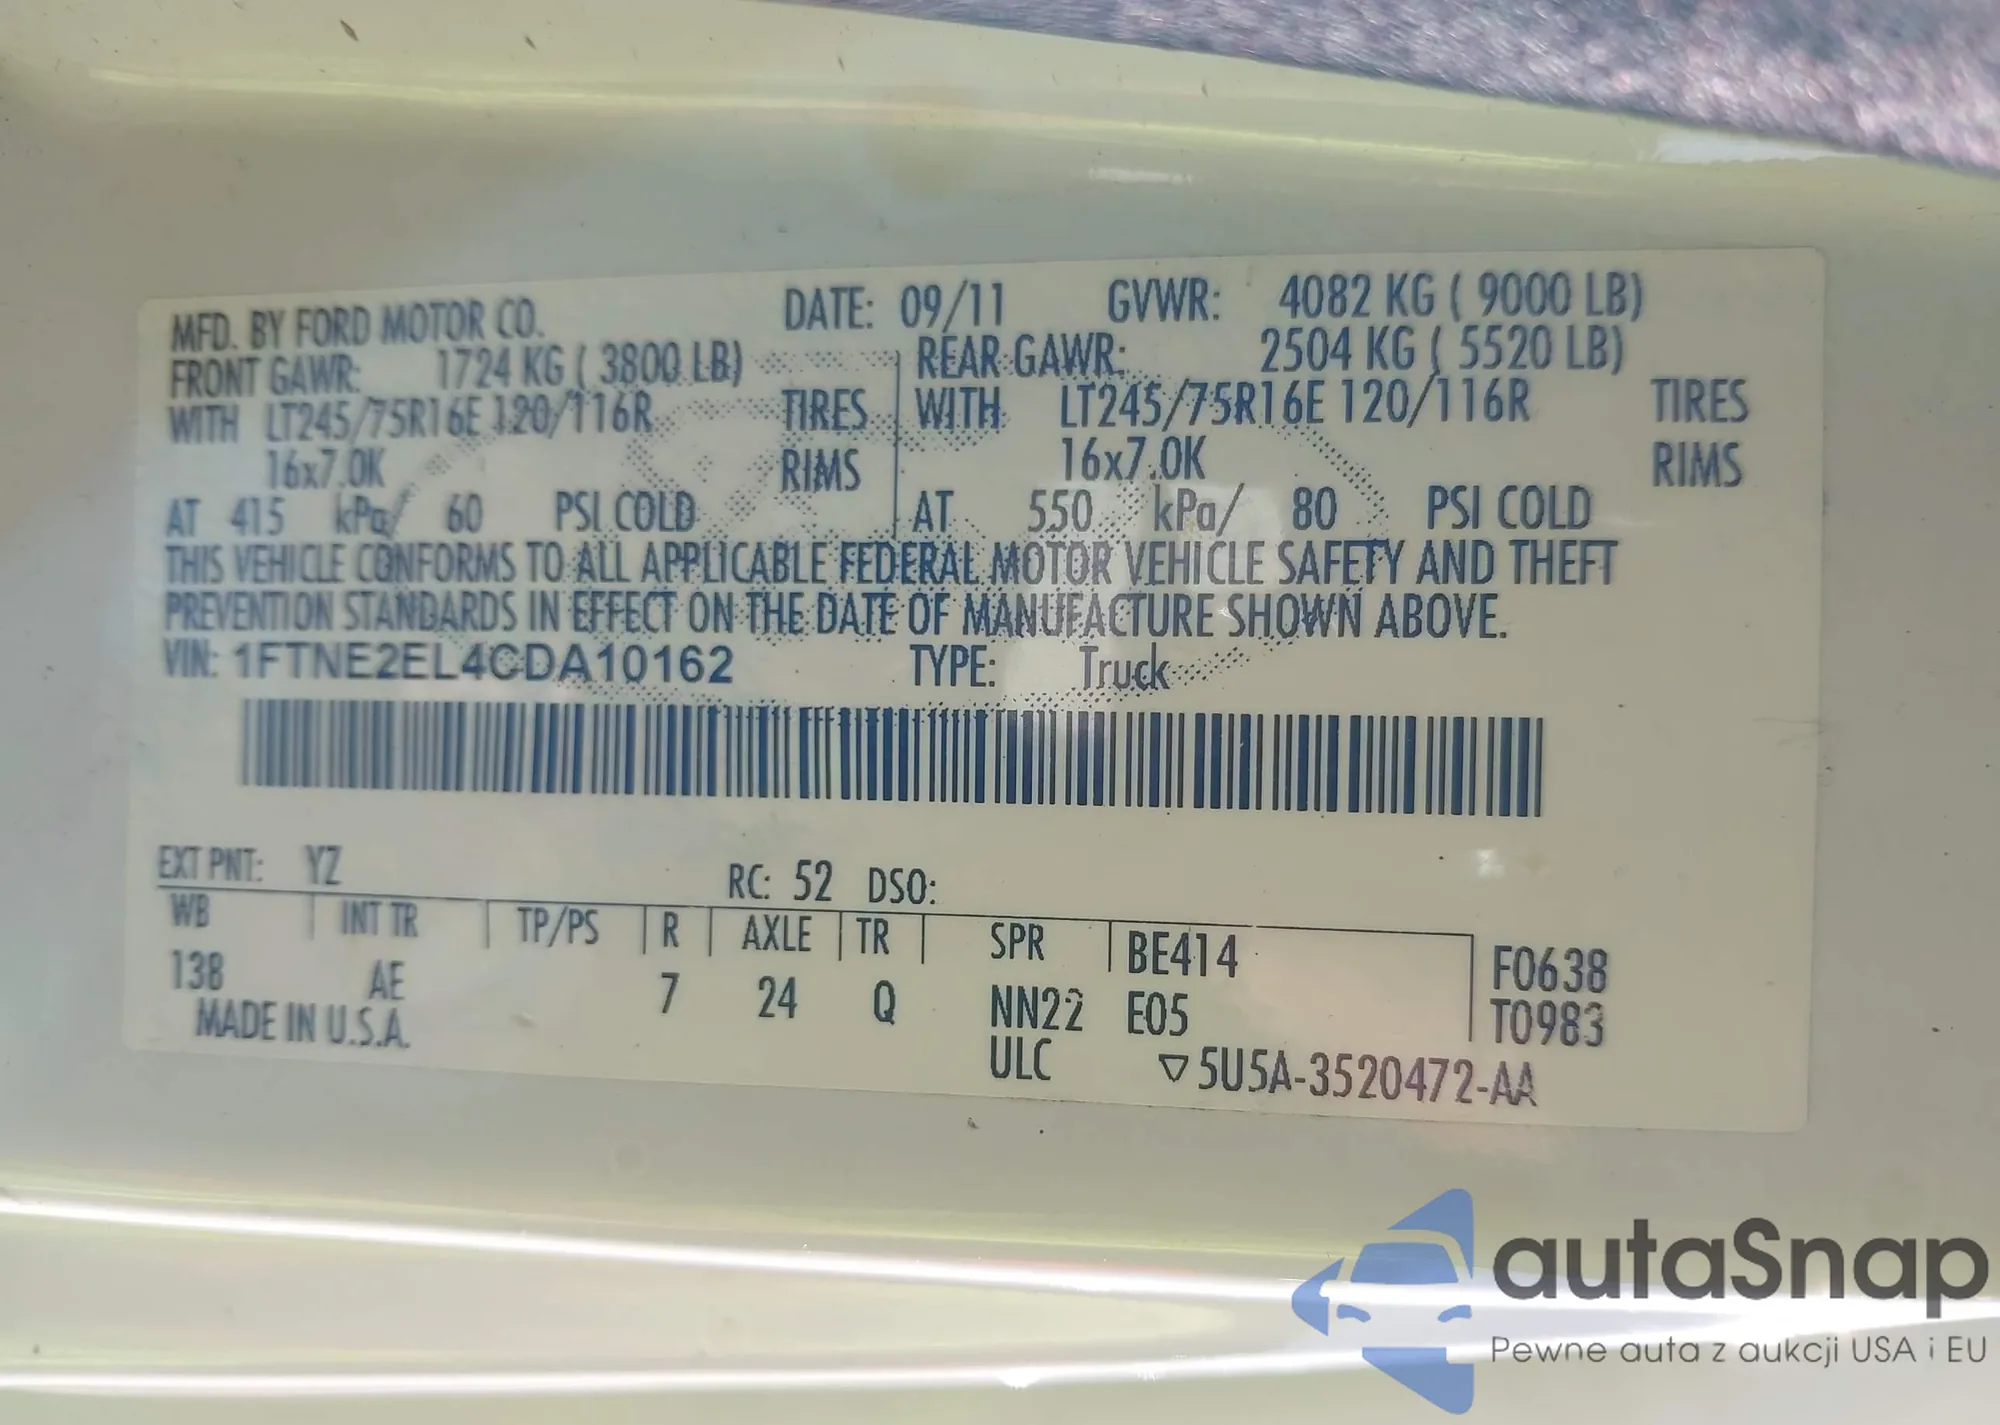 MFD. BY FORD MOTOR CO. DATE: 09/11 GVWR: 4082 KG ( 9000 LB)
FRONT GAWR: 1724 KG ( 3800 LB) REAR GAWR: 2504 KG ( 5520 LB)
WITH LT245/75R16E 120/116R TIRES WITH LT245/75R16E 120/116R TIRES
16x7.0K RIMS 16x7.0K RIMS
AT 415 kPa/ 60 PSI COLD AT 550 kPa/ 80 PSI COLD
THIS VEHICLE CONFORMS TO ALL APPLICABLE FEDERAL MOTOR VEHICLE SAFETY AND THEFT
PREVENTION STANDARDS IN EFFECT ON THE DATE OF MANUFACTURE SHOWN ABOVE.
VIN: 1FTNE2EL4CDA10162 TYPE: Truck
EXT PNT: YZ RC: 52 DSO:
WB INT TR TP/PS R AXLE TR SPR BE414 F0638
138 AE 7 24 Q NN22 E05 T0983
MADE IN U.S.A. ULC ▽5U5A-3520472-AA
autaSnap
Pewne auta z aukcji USA i EU